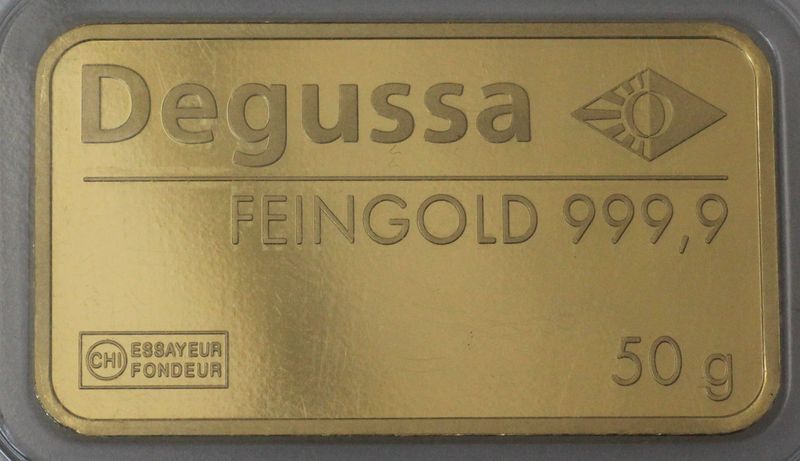 Degussa
FEINGOLD 999,9
CHI ESSAYEUR
FONDEUR
50 g